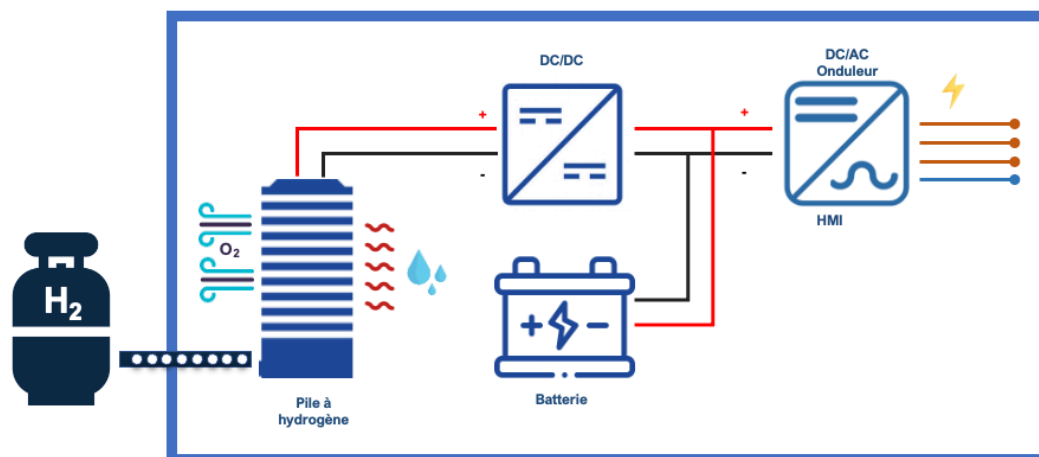 DC/DC
DC/AC
Onduleur
+
-
+
-
HMI
O₂
H₂
+ -
Pile à
hydrogène
Batterie